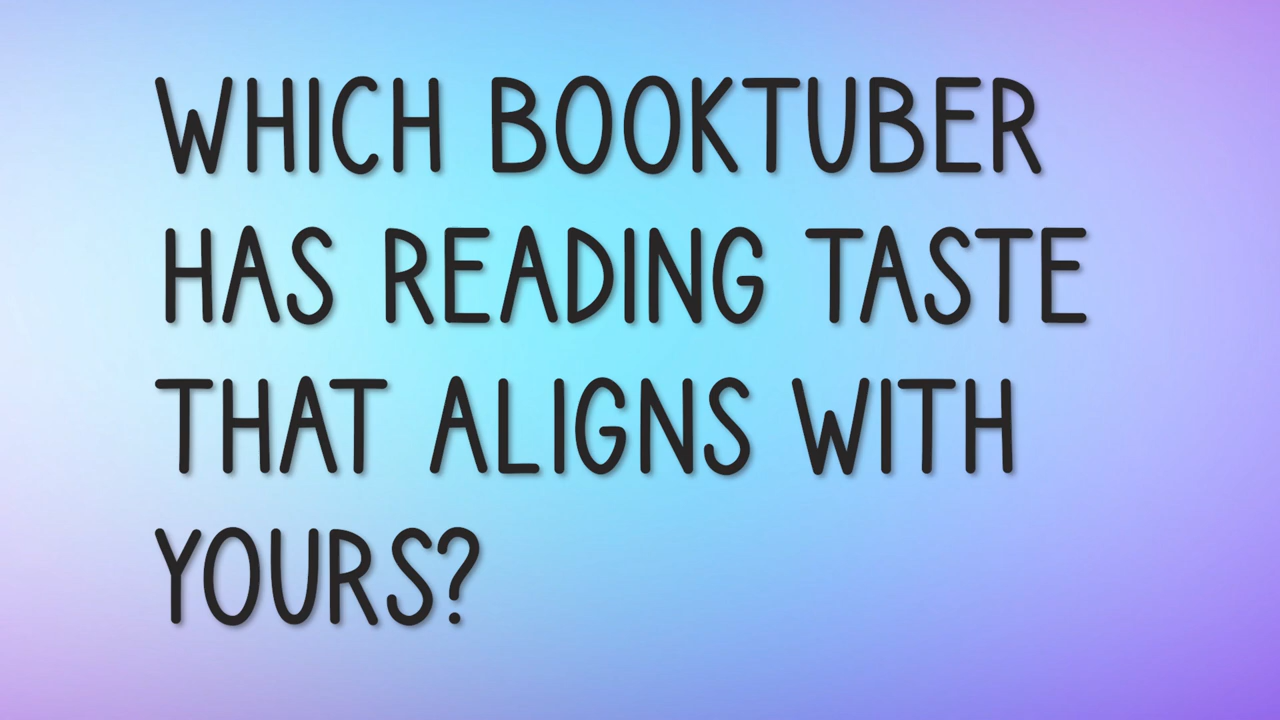 WHICH BOOKTUBER
HAS READING TASTE
THAT ALIGNS WITH
YOURS?